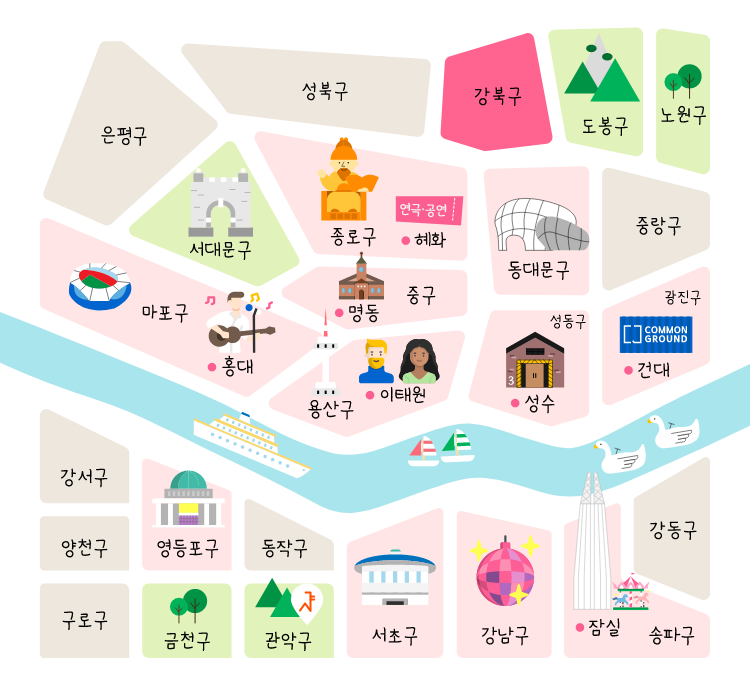 성북구
강북구
도봉구
노원구
은평구
서대문구
종로구
연극·공연
혜화
동대문구
중랑구
마포구
홍대
명동
중구
광진구
COMMON
GROUND
건대
성동구
3
성수
용산구
이태원
강서구
양천구
구로구
영등포구
금천구
동작구
관악구
서초구
강남구
잠실
송파구
강동구